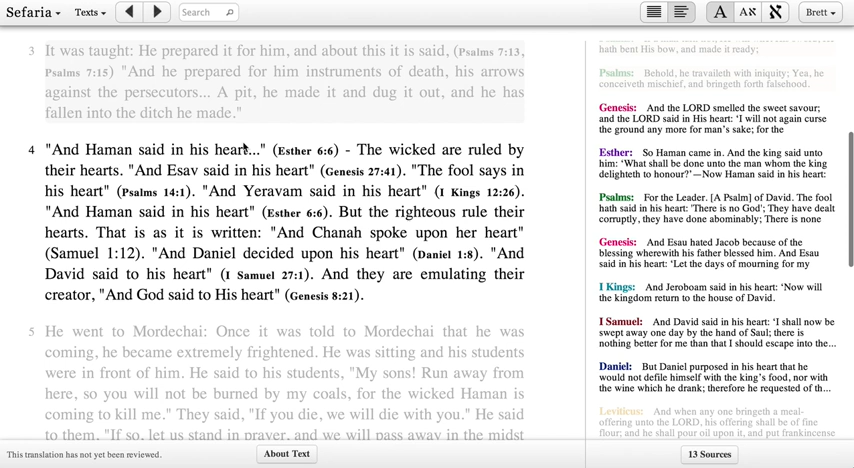 Sefaria
Texts
Search
A
Aא
א
Brett
3 It was taught: He prepared it for him, and about this it is said, (Psalms 7:13,
Psalms 7:15) "And he prepared for him instruments of death, his arrows
against the persecutors... A pit, he made it and dug it out, and he has
fallen into the ditch he made."
4 "And Haman said in his heart..." (Esther 6:6) - The wicked are ruled by
their hearts. "And Esav said in his heart" (Genesis 27:41). "The fool says in
his heart" (Psalms 14:1). "And Yeravam said in his heart" (I Kings 12:26).
"And Haman said in his heart" (Esther 6:6). But the righteous rule their
hearts. That is as it is written: "And Chanah spoke upon her heart"
(Samuel 1:12). "And Daniel decided upon his heart" (Daniel 1:8). "And
David said to his heart" (I Samuel 27:1). And they are emulating their
creator, "And God said to His heart" (Genesis 8:21).
5 He went to Mordechai: Once it was told to Mordechai that he was
coming, he became extremely frightened. He was sitting and his students
were in front of him. He said to his students, "My sons! Run away from
here, so you will not be burned by my coals, for the wicked Haman is
coming to kill me." They said, "If you die, we will die with you." He said
to them, "If so, let us stand in prayer, and we will pass away in the midst
hath bent His bow, and made it ready;
Psalms: Behold, he travaileth with iniquity; Yea, he
conceiveth mischief, and bringeth forth falsehood.
Genesis: And the LORD smelled the sweet savour;
and the LORD said in His heart: 'I will not again curse
the ground any more for man's sake; for the
Esther: So Haman came in. And the king said unto
him: 'What shall be done unto the man whom the king
delighteth to honour?'—Now Haman said in his heart:
Psalms: For the Leader. [A Psalm] of David. The fool
hath said in his heart: 'There is no God'; They have dealt
corruptly, they have done abominably; There is none
Genesis: And Esau hated Jacob because of the
blessing wherewith his father blessed him. And Esau
said in his heart: 'Let the days of mourning for my
I Kings: And Jeroboam said in his heart: 'Now will
the kingdom return to the house of David.
I Samuel: And David said in his heart: 'I shall now be
swept away one day by the hand of Saul; there is
nothing better for me than that I should escape into the...
Daniel: But Daniel purposed in his heart that he
would not defile himself with the king's food, nor with
the wine which he drank; therefore he requested of th...
Leviticus: And when any one bringeth a meal-
offering unto the LORD, his offering shall be of fine
flour; and he shall pour oil upon it, and put frankincense
This translation has not yet been reviewed.
About Text
13 Sources